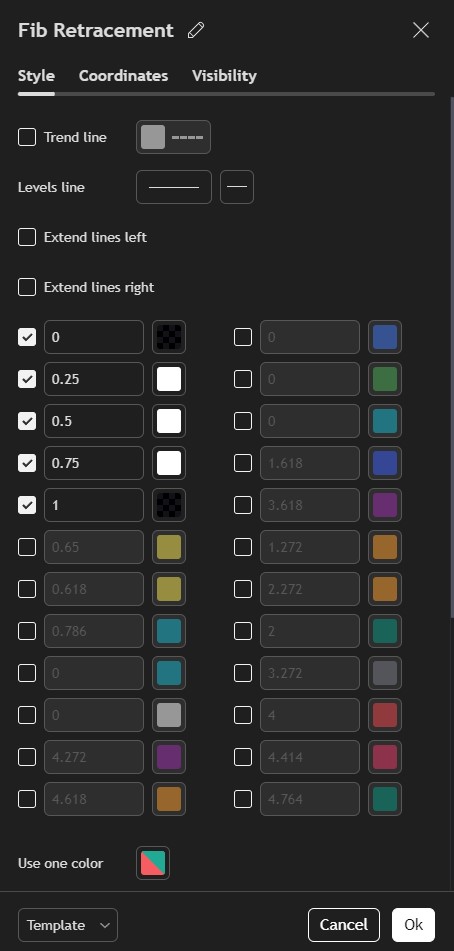 Fib Retracement
Style Coordinates Visibility
Trend line
Levels line
Extend lines left
Extend lines right
0 0
0.25 0
0.5 0
0.75 1.618
1 3.618
0.65 1.272
0.618 2.272
0.786 2
0 3.272
0 4
4.272 4.414
4.618 4.764
Use one color
Template Cancel Ok